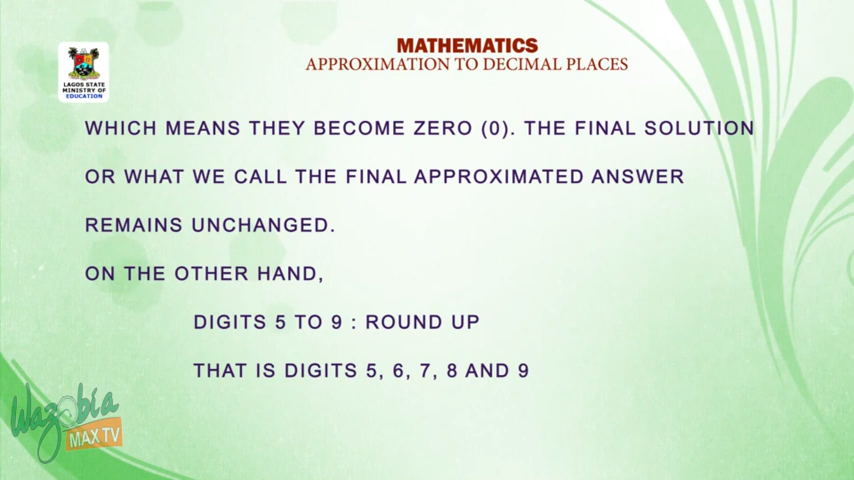 MATHEMATICS
APPROXIMATION TO DECIMAL PLACES
LAGOS STATE
MINISTRY OF
EDUCATION
WHICH MEANS THEY BECOME ZERO (0). THE FINAL SOLUTION
OR WHAT WE CALL THE FINAL APPROXIMATED ANSWER
REMAINS UNCHANGED.
ON THE OTHER HAND,
DIGITS 5 TO 9 : ROUND UP
THAT IS DIGITS 5, 6, 7, 8 AND 9
Wazobia
MAX TV